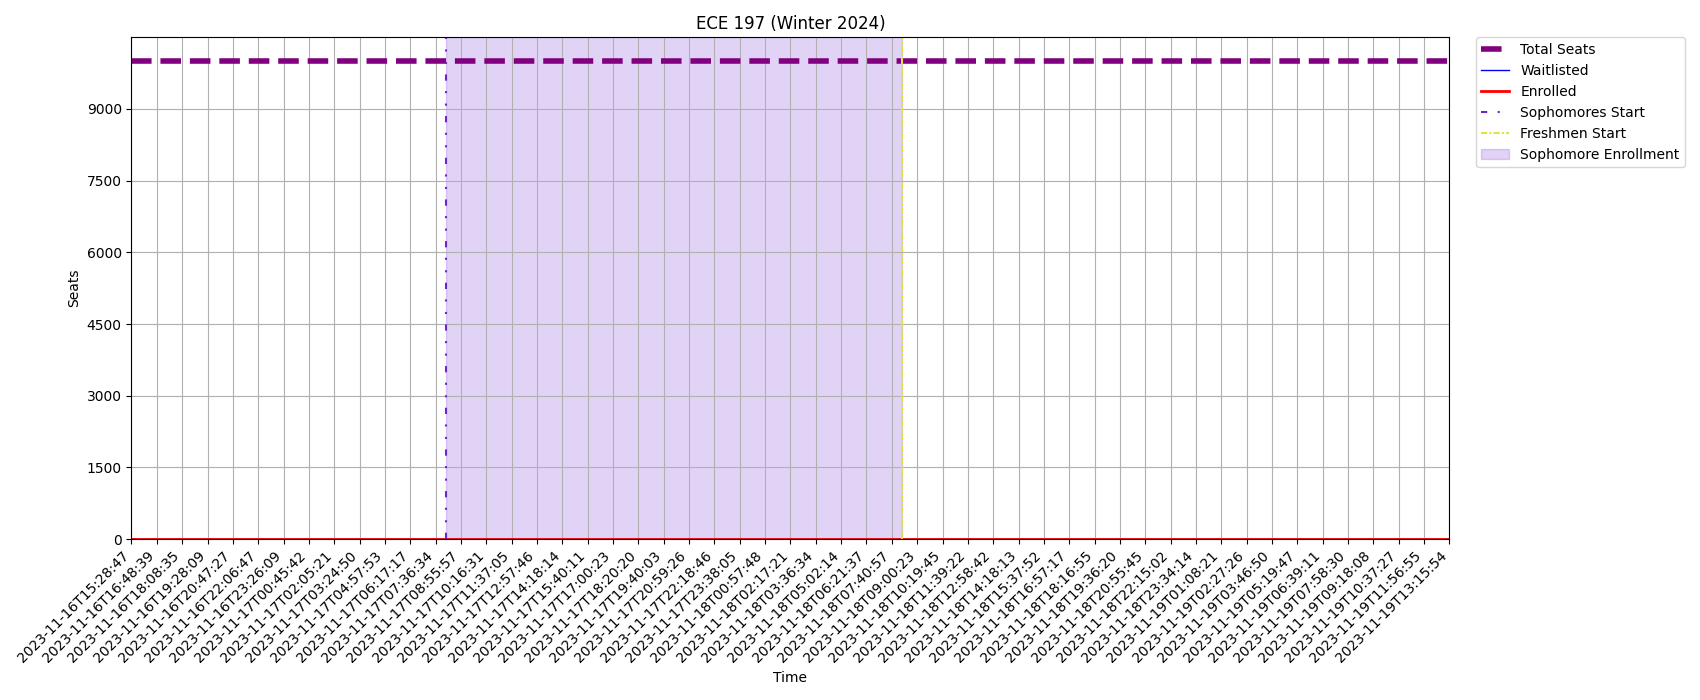 ECE 197 (Winter 2024)
Total Seats
Waitlisted
Enrolled
Sophomores Start
Freshmen Start
Sophomore Enrollment
Seats
9000
7500
6000
4500
3000
1500
0
2023-11-16T15:28:47
2023-11-16T16:48:39
2023-11-16T18:08:35
2023-11-16T19:28:09
2023-11-16T20:47:27
2023-11-16T22:06:47
2023-11-16T23:26:09
2023-11-17T00:45:42
2023-11-17T02:05:21
2023-11-17T03:24:50
2023-11-17T04:57:53
2023-11-17T06:17:17
2023-11-17T07:36:34
2023-11-17T08:55:57
2023-11-17T10:16:31
2023-11-17T11:37:05
2023-11-17T12:57:46
2023-11-17T14:18:14
2023-11-17T15:40:11
2023-11-17T17:00:23
2023-11-17T18:20:20
2023-11-17T19:40:03
2023-11-17T20:59:26
2023-11-17T22:18:46
2023-11-17T23:38:05
2023-11-18T00:57:48
2023-11-18T02:17:21
2023-11-18T03:36:34
2023-11-18T05:02:14
2023-11-18T06:21:37
2023-11-18T07:40:57
2023-11-18T09:00:23
2023-11-18T10:19:45
2023-11-18T11:39:22
2023-11-18T12:58:42
2023-11-18T14:18:13
2023-11-18T15:37:52
2023-11-18T16:57:17
2023-11-18T18:16:55
2023-11-18T19:36:20
2023-11-18T20:55:45
2023-11-18T22:15:02
2023-11-18T23:34:14
2023-11-19T01:08:21
2023-11-19T02:27:26
2023-11-19T03:46:50
2023-11-19T05:19:47
2023-11-19T06:39:11
2023-11-19T07:58:30
2023-11-19T09:18:08
2023-11-19T10:37:27
2023-11-19T11:56:55
2023-11-19T13:15:54
Time